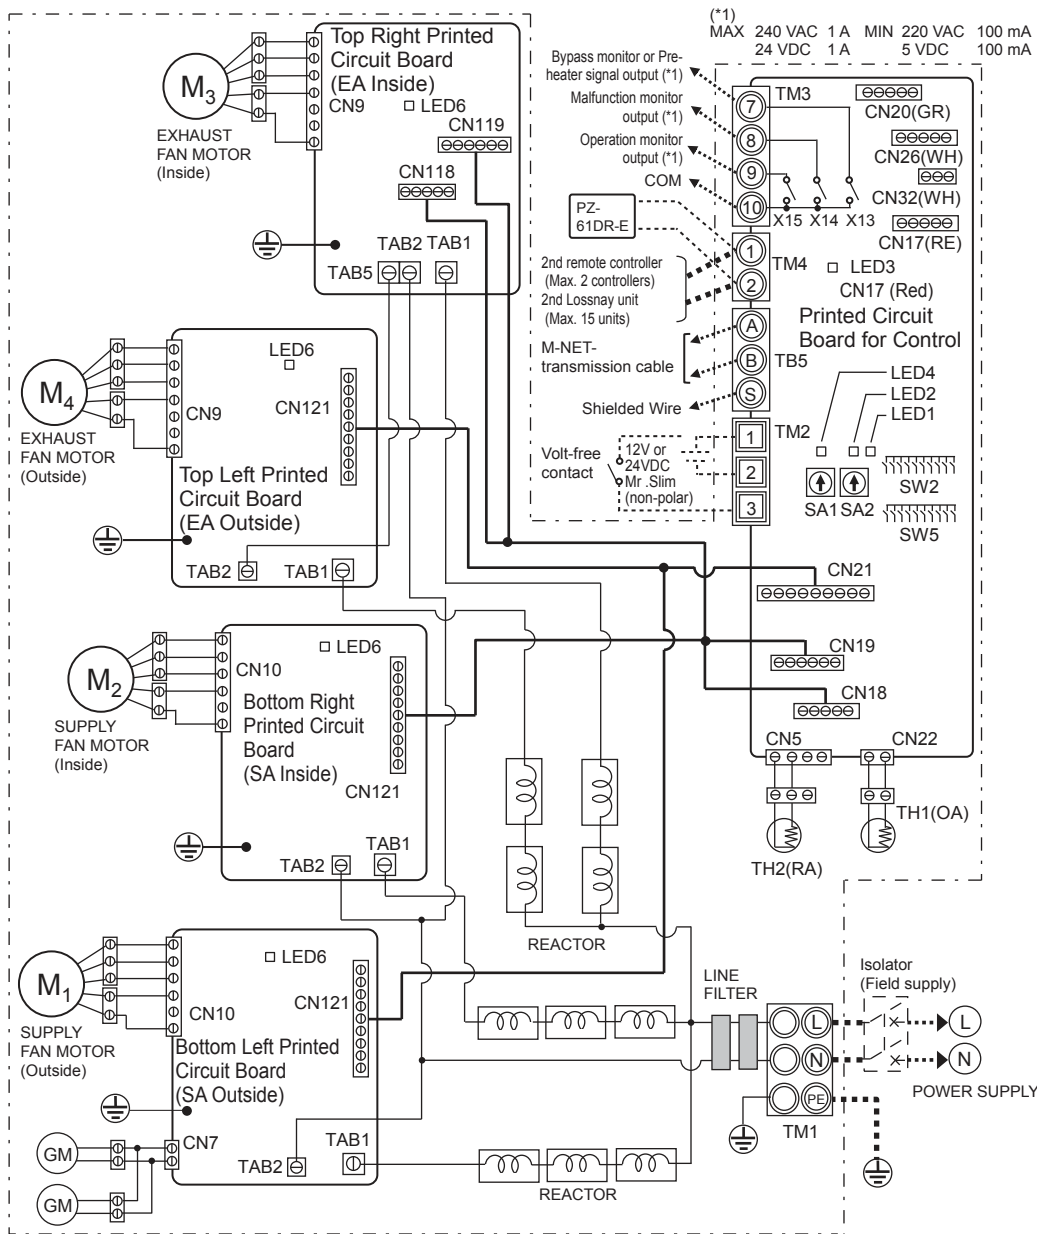 (*1)
MAX 240 VAC 1 A MIN 220 VAC 100 mA
24 VDC 1 A 5 VDC 100 mA
Top Right Printed
Circuit Board
(EA Inside)
CN9
LED6
CN119
CN118
M3
EXHAUST
FAN MOTOR
(Inside)
TAB2 TAB1
TAB5
Bypass monitor or Pre-
heater signal output (*1)
Malfunction monitor
output (*1)
Operation monitor
output (*1)
COM
PZ-
61DR-E
2nd remote controller
(Max. 2 controllers)
2nd Lossnay unit
(Max. 15 units)
M-NET-
transmission cable
Shielded Wire
Volt-free
contact
12V or
24VDC
Mr .Slim
(non-polar)
7
8
9
10
TM3
X15 X14 X13
1
2
TM4
A
B
S
TB5
TM2
1
2
3
CN20(GR)
CN26(WH)
CN32(WH)
CN17(RE)
LED3
CN17 (Red)
Printed Circuit
Board for Control
LED4
LED2
LED1
SA1 SA2
SW2
SW5
CN21
CN19
CN18
CN5
CN22
TH1(OA)
TH2(RA)
LED6
CN121
CN9
M4
EXHAUST
FAN MOTOR
(Outside)
Top Left Printed
Circuit Board
(EA Outside)
TAB2
TAB1
LED6
CN10
M2
SUPPLY
FAN MOTOR
(Inside)
Bottom Right
Printed Circuit
Board
(SA Inside)
CN121
TAB2
TAB1
REACTOR
LED6
CN121
CN10
M1
SUPPLY
FAN MOTOR
(Outside)
Bottom Left Printed
Circuit Board
(SA Outside)
CN7
TAB2
TAB1
GM
GM
REACTOR
LINE
FILTER
L
N
PE
TM1
Isolator
(Field supply)
L
N
POWER SUPPLY